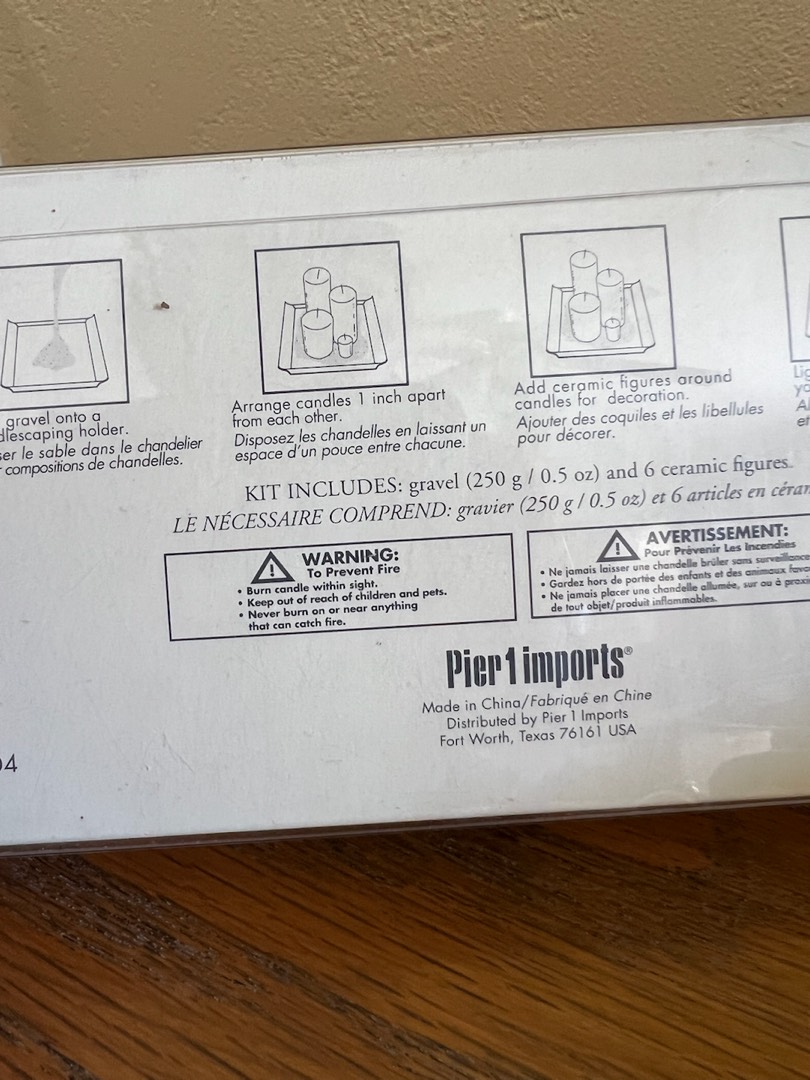 gravel onto a
holder.
le sable dans le chandelier
compositions de chandelles.
Arrange candles 1 inch apart
from each other.
Disposez les chandelles en laissant un
espace d'un pouce entre chacune.
Add ceramic figures around
candles for decoration.
Ajouter des coquiles et les libellules
pour décorer.
KIT INCLUDES: gravel (250 g / 0.5 oz) and 6 ceramic figures.
LE NÉCESSAIRE COMPREND: gravier (250 g / 0.5 oz) et 6 articles en
WARNING:
To Prevent Fire
• Burn candle within sight.
• Keep out of reach of children and pets.
• Never burn on or near anything
that can catch fire.
AVERTISSEMENT:
Pour Prévenir Les Incendies
• Ne jamais laisser une chandelle brûler sans surveillance
• Gardez hors de portée des enfants et des animaux
• Ne jamais placer une chandelle allumée, sur ou à
de tout objet/produit inflammables.
Pier 1 imports®
Made in China/Fabriqué en Chine
Distributed by Pier 1 Imports
Fort Worth, Texas 76161 USA